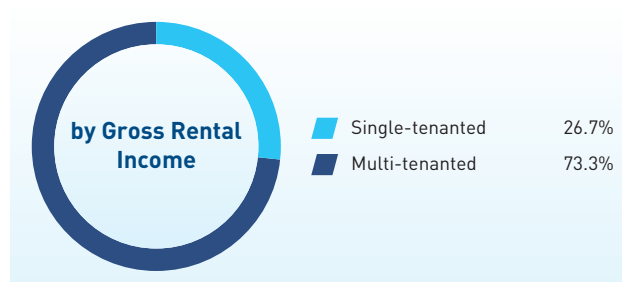 by Gross Rental
Income
Single-tenanted 26.7%
Multi-tenanted 73.3%